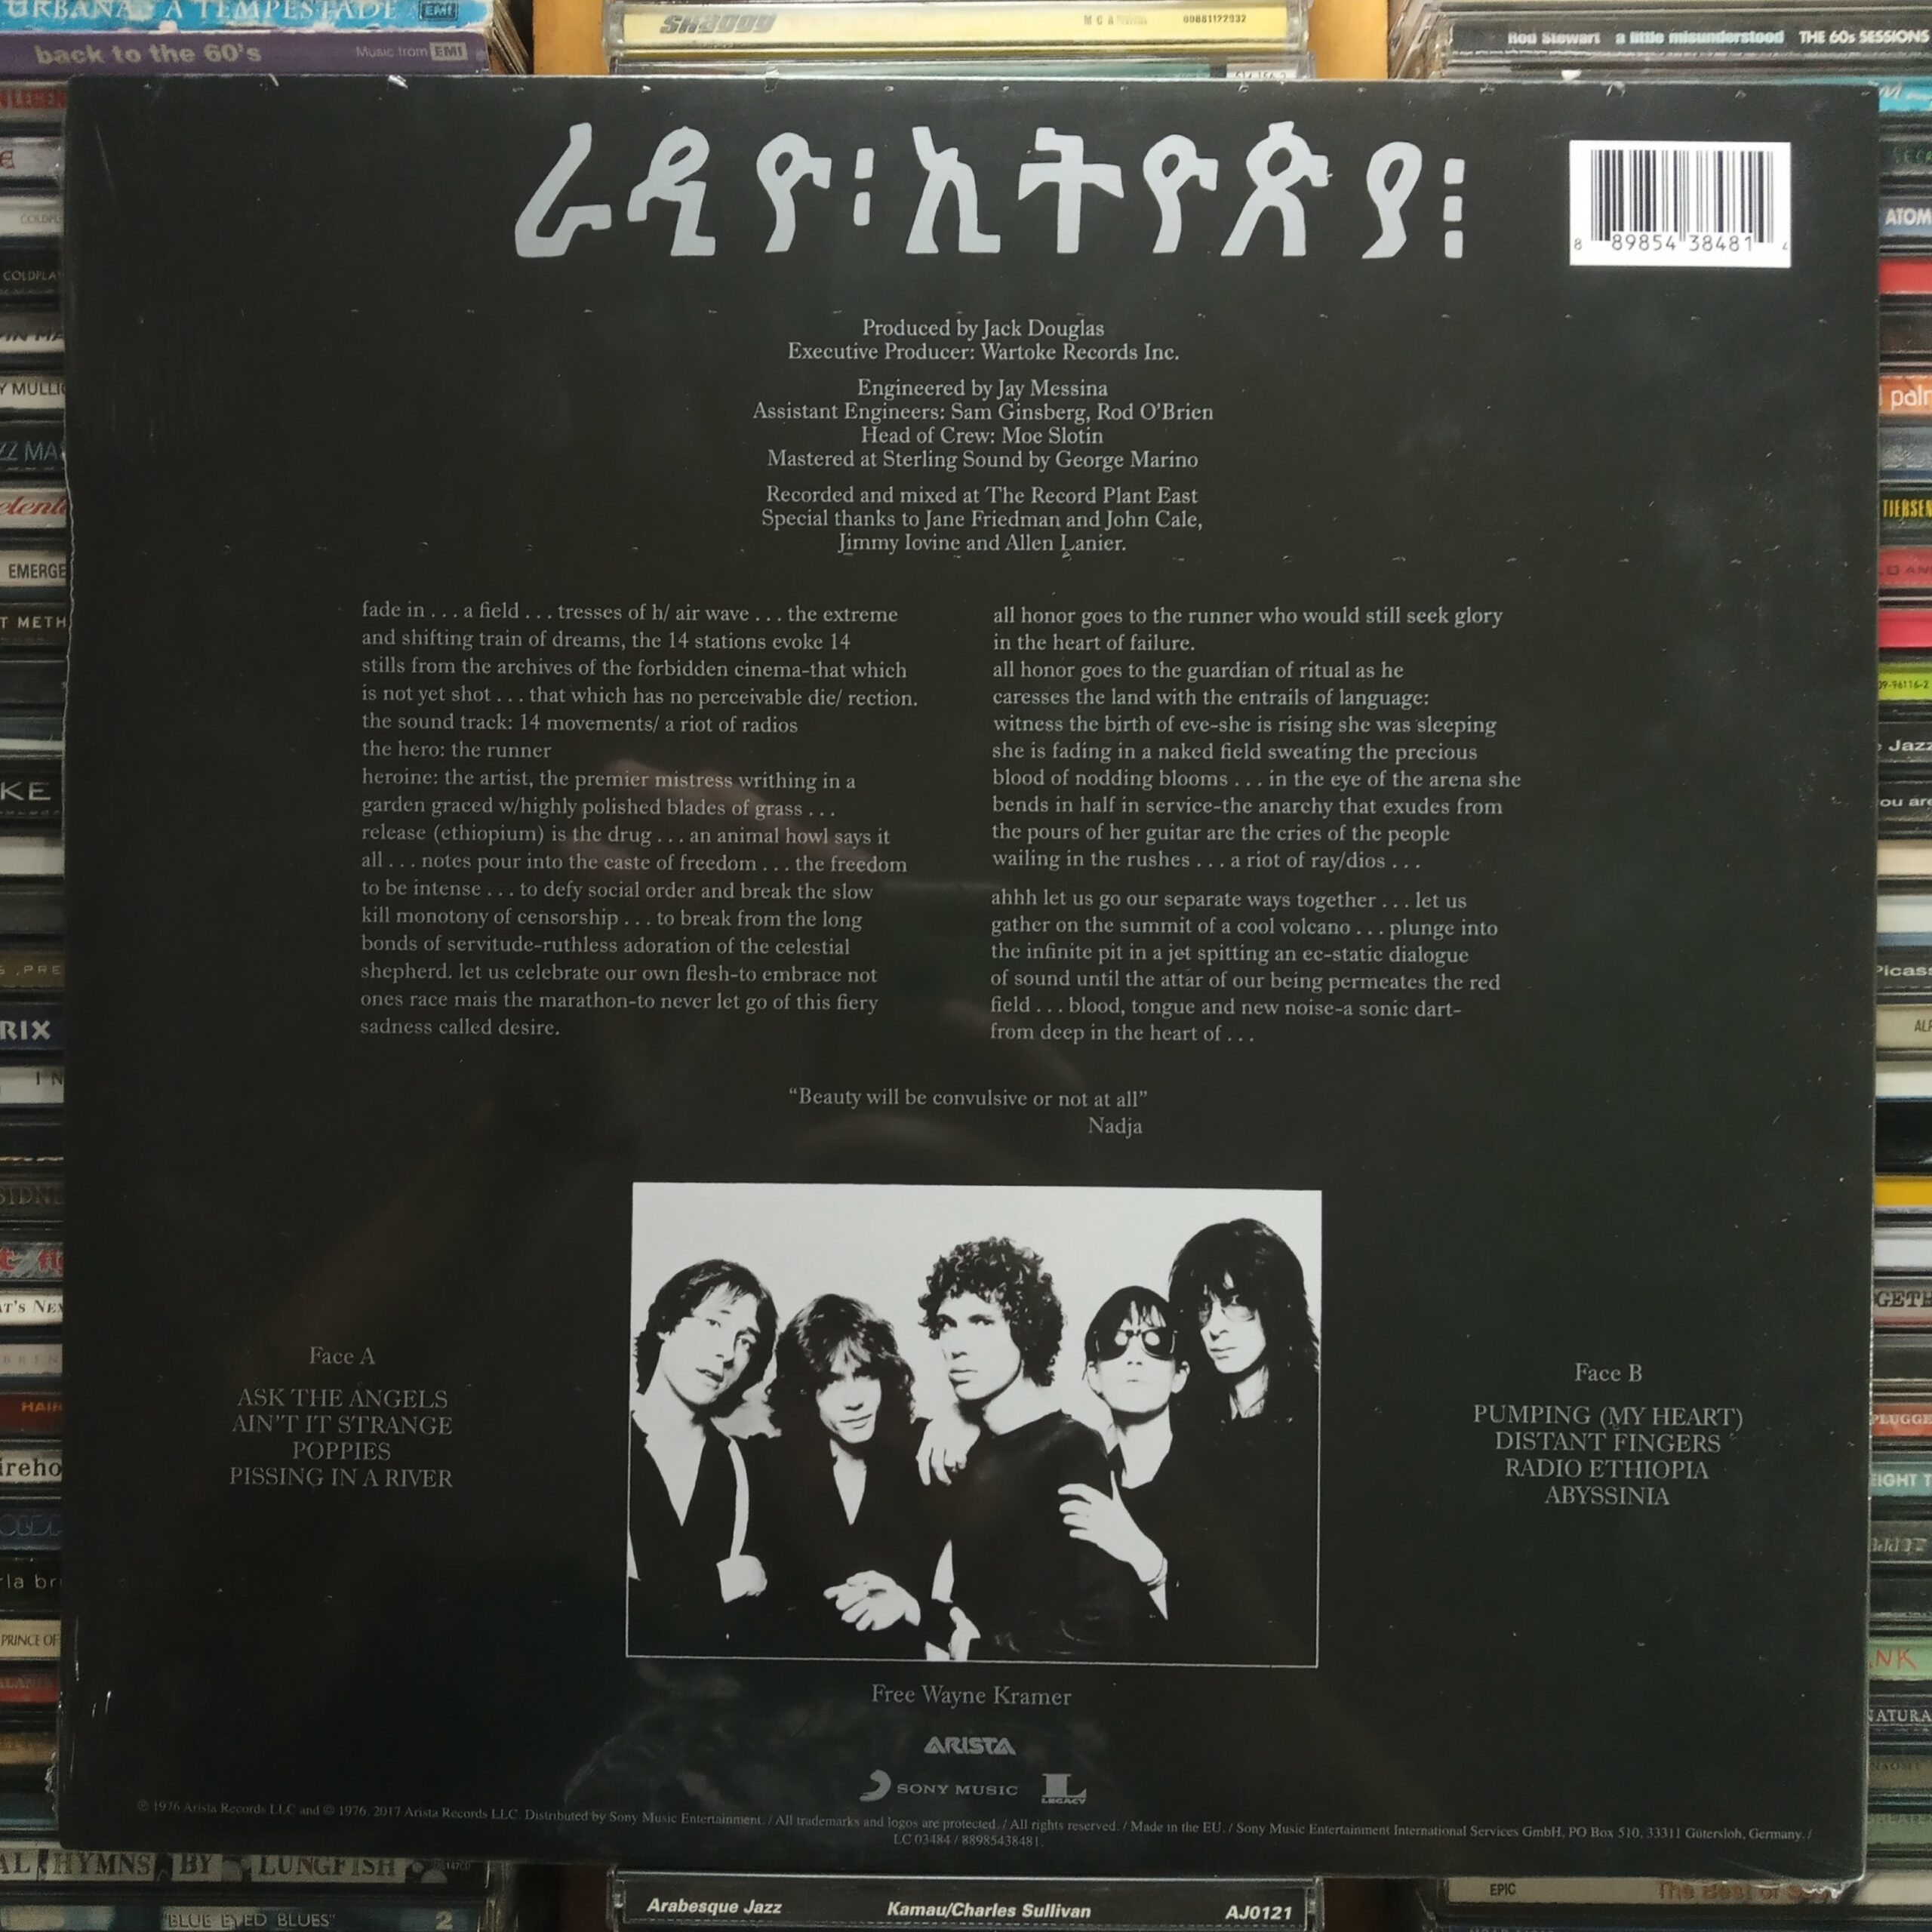 URBANA A TEMPESTADE EMI
back to the 60's Music from EMI
Shaggy MCA 00881122932
Rod Stewart a little misunderstood THE 60s SESSIONS
ራዲዮ፡ኢትዮጵያ፡
8 89854 38481 4
Produced by Jack Douglas
Executive Producer: Wartoke Records Inc.
Engineered by Jay Messina
Assistant Engineers: Sam Ginsberg, Rod O'Brien
Head of Crew: Moe Slotin
Mastered at Sterling Sound by George Marino
Recorded and mixed at The Record Plant East
Special thanks to Jane Friedman and John Cale,
Jimmy Iovine and Allen Lanier.
fade in . . . a field . . . tresses of h/ air wave . . . the extreme
and shifting train of dreams, the 14 stations evoke 14
stills from the archives of the forbidden cinema-that which
is not yet shot . . . that which has no perceivable die/ rection.
the sound track: 14 movements/ a riot of radios
the hero: the runner
heroine: the artist, the premier mistress writhing in a
garden graced w/highly polished blades of grass . . .
release (ethiopium) is the drug . . . an animal howl says it
all . . . notes pour into the caste of freedom . . . the freedom
to be intense . . . to defy social order and break the slow
kill monotony of censorship . . . to break from the long
bonds of servitude-ruthless adoration of the celestial
shepherd. let us celebrate our own flesh-to embrace not
ones race mais the marathon-to never let go of this fiery
sadness called desire.
all honor goes to the runner who would still seek glory
in the heart of failure.
all honor goes to the guardian of ritual as he
caresses the land with the entrails of language:
witness the birth of eve-she is rising she was sleeping
she is fading in a naked field sweating the precious
blood of nodding blooms . . . in the eye of the arena she
bends in half in service-the anarchy that exudes from
the pours of her guitar are the cries of the people
wailing in the rushes . . . a riot of ray/dios . . .
ahhh let us go our separate ways together . . . let us
gather on the summit of a cool volcano . . . plunge into
the infinite pit in a jet spitting an ec-static dialogue
of sound until the attar of our being permeates the red
field . . . blood, tongue and new noise-a sonic dart-
from deep in the heart of . . .
“Beauty will be convulsive or not at all”
Nadja
Face A
ASK THE ANGELS
AIN'T IT STRANGE
POPPIES
PISSING IN A RIVER
Face B
PUMPING (MY HEART)
DISTANT FINGERS
RADIO ETHIOPIA
ABYSSINIA
Free Wayne Kramer
ARISTA
SONY MUSIC LEGACY
℗ 1976 Arista Records LLC and © 1976, 2017 Arista Records LLC. Distributed by Sony Music Entertainment. / All trademarks and logos are protected. / All rights reserved. / Made in the EU. / Sony Music Entertainment International Services GmbH, PO Box 510, 33311 Gütersloh, Germany. /
LC 03484 / 88985438481.
HYMNS BY LUNGFISH
"BLUE EYED BLUES" 2
Arabesque Jazz Kamau/Charles Sullivan AJ0121
EPIC The Best of